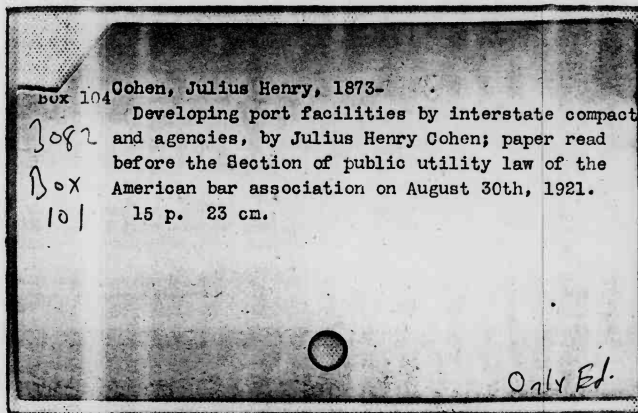 Box 104
Cohen, Julius Henry, 1873-
Developing port facilities by interstate compact
3082
and agencies, by Julius Henry Cohen; paper read
before the Section of public utility law of the
Box
American bar association on August 30th, 1921.
101
15 p. 23 cm.
Only Ed.